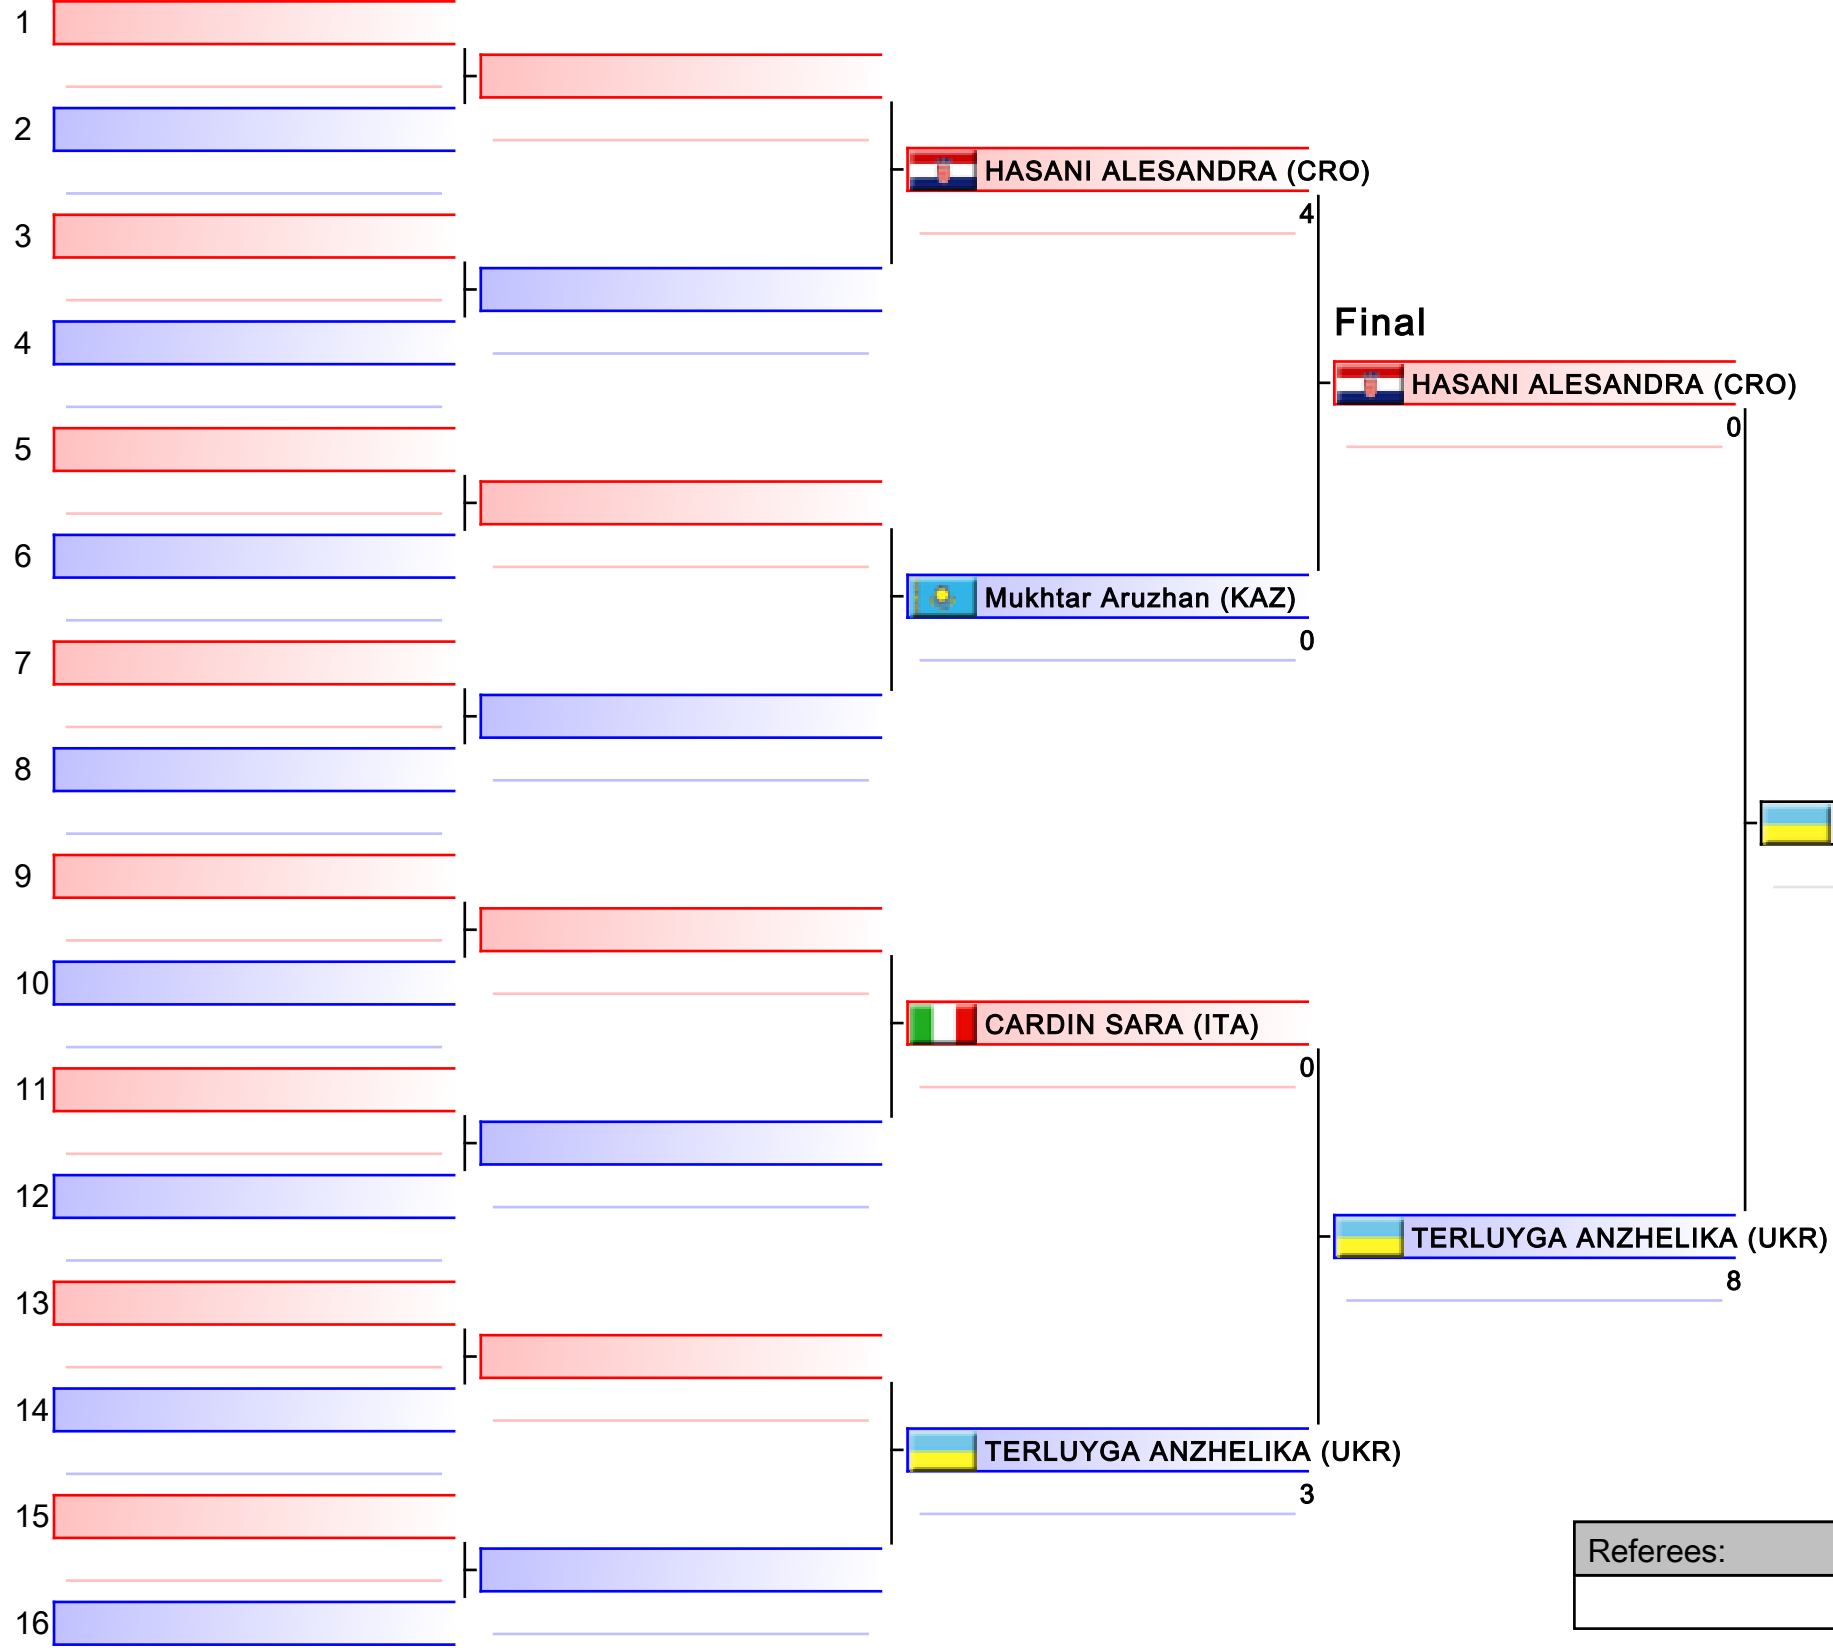 1
2
HASANI ALESANDRA (CRO)
4
3
4
Final
HASANI ALESANDRA (CRO)
0
5
6
Mukhtar Aruzhan (KAZ)
0
7
8
9
10
CARDIN SARA (ITA)
0
11
12
TERLUYGA ANZHELIKA (UKR)
8
13
14
TERLUYGA ANZHELIKA (UKR)
3
15
Referees:
16